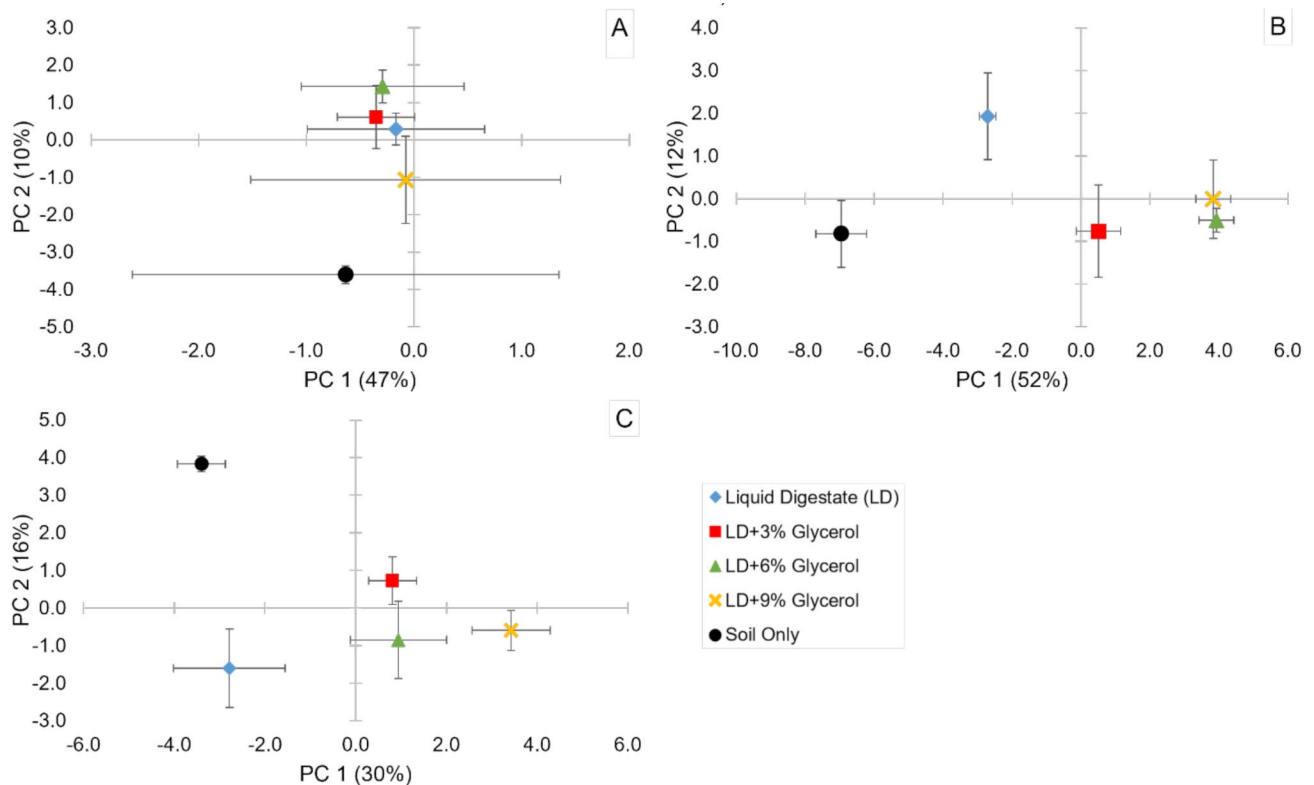 A
3.0
2.0
1.0
0.0
-1.0
-2.0
-3.0
-4.0
-5.0
PC 2 (10%)
-3.0 -2.0 -1.0 0.0 1.0 2.0
PC 1 (47%)
B
4.0
3.0
2.0
1.0
0.0
-1.0
-2.0
-3.0
PC 2 (12%)
-10.0 -8.0 -6.0 -4.0 -2.0 0.0 2.0 4.0 6.0
PC 1 (52%)
C
5.0
4.0
3.0
2.0
1.0
0.0
-1.0
-2.0
-3.0
PC 2 (16%)
-6.0 -4.0 -2.0 0.0 2.0 4.0 6.0
PC 1 (30%)
Liquid Digestate (LD)
LD+3% Glycerol
LD+6% Glycerol
LD+9% Glycerol
Soil Only